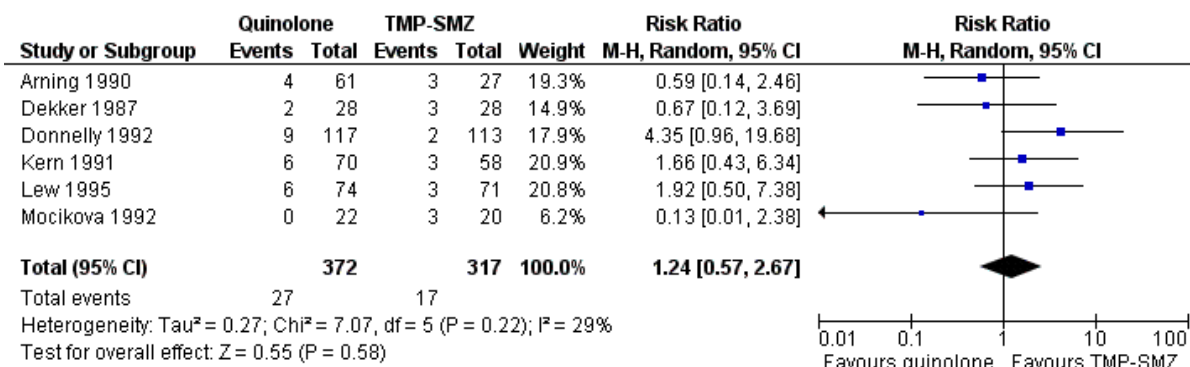 Quinolone TMP-SMZ Risk Ratio Risk Ratio
Study or Subgroup Events Total Events Total Weight M-H, Random, 95% CI M-H, Random, 95% CI
Arning 1990 4 61 3 27 19.3% 0.59 [0.14, 2.46]
Dekker 1987 2 28 3 28 14.9% 0.67 [0.12, 3.69]
Donnelly 1992 9 117 2 113 17.9% 4.35 [0.96, 19.68]
Kern 1991 6 70 3 58 20.9% 1.66 [0.43, 6.34]
Lew 1995 6 74 3 71 20.8% 1.92 [0.50, 7.38]
Mocikova 1992 0 22 3 20 6.2% 0.13 [0.01, 2.38]
Total (95% CI) 372 317 100.0% 1.24 [0.57, 2.67]
Total events 27 17
Heterogeneity: Tau² = 0.27; Chi² = 7.07, df = 5 (P = 0.22); I² = 29%
Test for overall effect: Z = 0.55 (P = 0.58)
0.01 0.1 1 10 100
Favours quinolone Favours TMP-SMZ